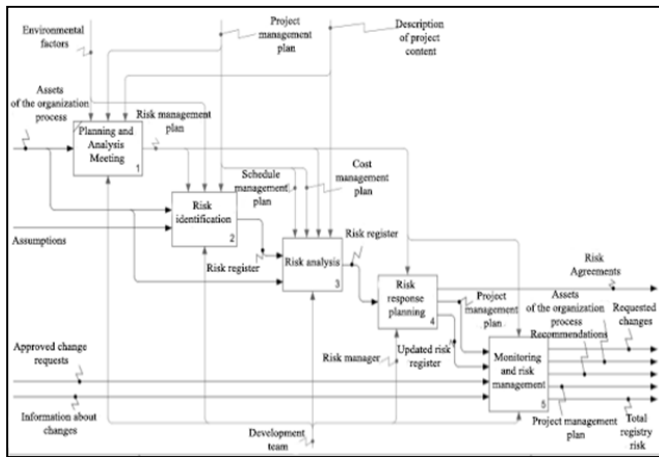 Environmental
factors
Project
management
plan
Description
of project
content
Assets
of the organization
process
Risk management
plan
Planning and
Analysis
Meeting
1
Schedule
management
plan
Cost
management
plan
Risk
identification
2
Assumptions
Risk register
Risk analysis
3
Risk register
Risk
response
planning
4
Risk
Agreements
Project
management
plan
Assets
of the organization
process
Recommendations
Requested
changes
Approved change
requests
Risk manager
Updated risk
register
Monitoring
and risk
management
5
Information about
changes
Development
team
Project management
plan
Total
registry
risk